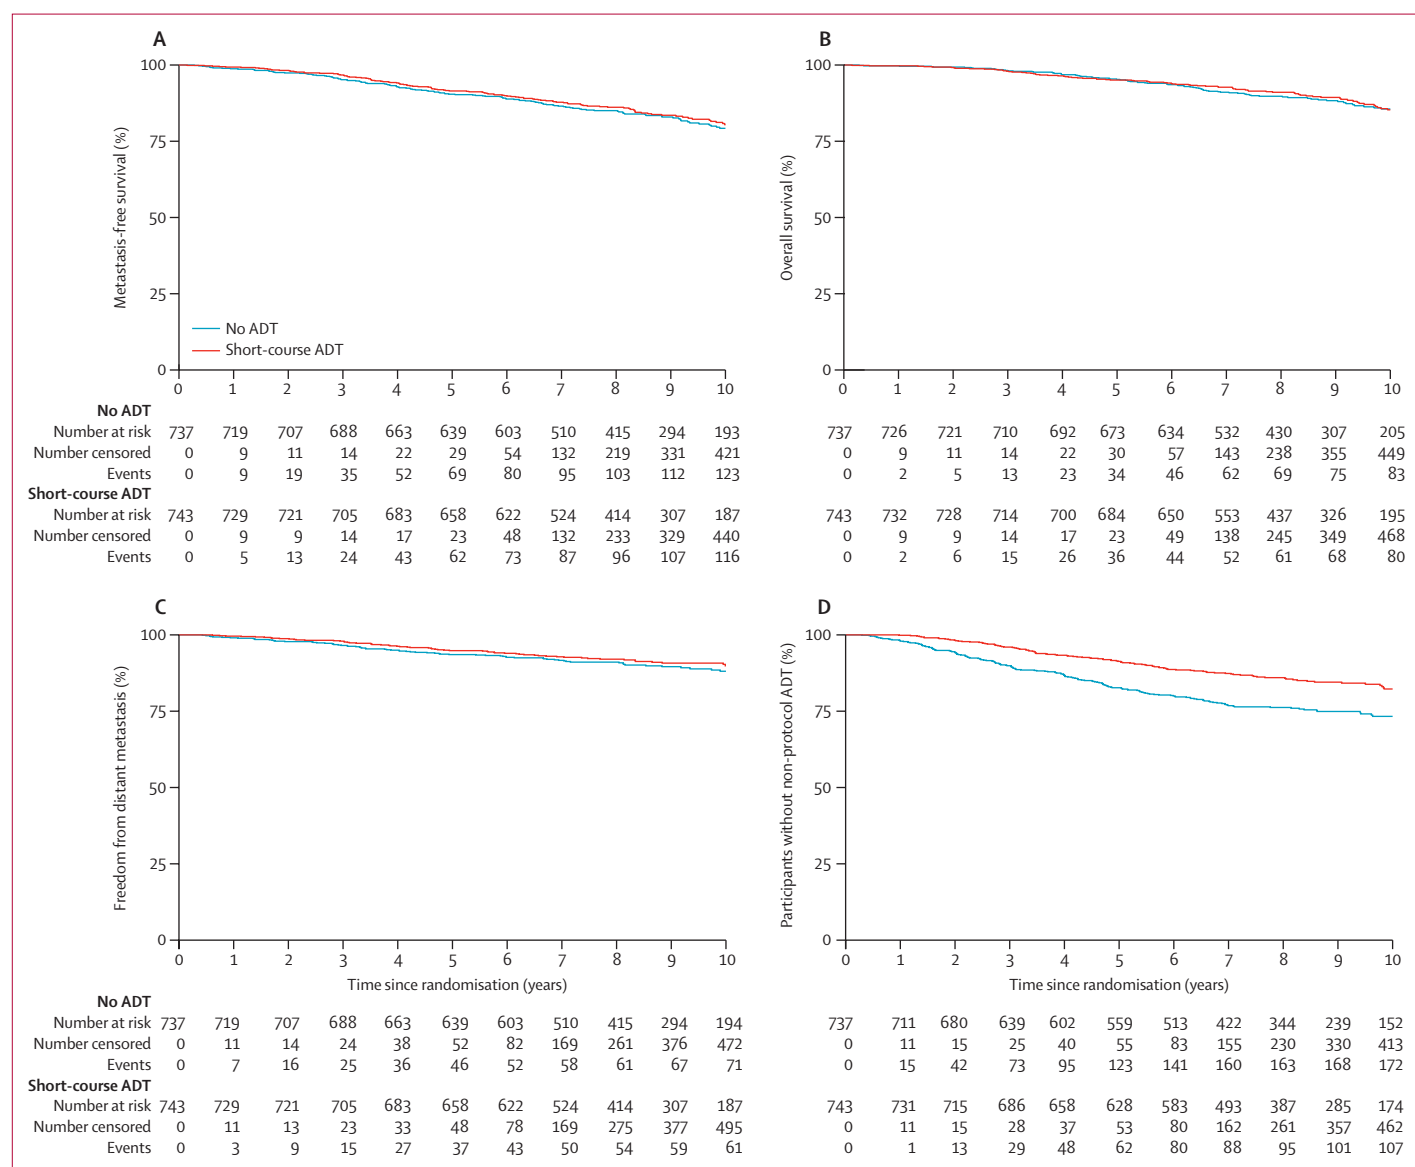 A
100
75
50
25
0
Metastasis-free survival (%)
No ADT
Short-course ADT
0 1 2 3 4 5 6 7 8 9 10
No ADT
Number at risk 737 719 707 688 663 639 603 510 415 294 193
Number censored 0 9 11 14 22 29 54 132 219 331 421
Events 0 9 19 35 52 69 80 95 103 112 123
Short-course ADT
Number at risk 743 729 721 705 683 658 622 524 414 307 187
Number censored 0 9 9 14 17 23 48 132 233 329 440
Events 0 5 13 24 43 62 73 87 96 107 116
B
100
75
50
25
0
Overall survival (%)
0 1 2 3 4 5 6 7 8 9 10
737 726 721 710 692 673 634 532 430 307 205
0 9 11 14 22 30 57 143 238 355 449
0 2 5 13 23 34 46 62 69 75 83
743 732 728 714 700 684 650 553 437 326 195
0 9 9 14 17 23 49 138 245 349 468
0 2 6 15 26 36 44 52 61 68 80
C
100
75
50
25
0
Freedom from distant metastasis (%)
0 1 2 3 4 5 6 7 8 9 10
Time since randomisation (years)
No ADT
Number at risk 737 719 707 688 663 639 603 510 415 294 194
Number censored 0 11 14 24 38 52 82 169 261 376 472
Events 0 7 16 25 36 46 52 58 61 67 71
Short-course ADT
Number at risk 743 729 721 705 683 658 622 524 414 307 187
Number censored 0 11 13 23 33 48 78 169 275 377 495
Events 0 3 9 15 27 37 43 50 54 59 61
D
100
75
50
25
0
Participants without non-protocol ADT (%)
0 1 2 3 4 5 6 7 8 9 10
Time since randomisation (years)
737 711 680 639 602 559 513 422 344 239 152
0 11 15 25 40 55 83 155 230 330 413
0 15 42 73 95 123 141 160 163 168 172
743 731 715 686 658 628 583 493 387 285 174
0 11 15 28 37 53 80 162 261 357 462
0 1 13 29 48 62 80 88 95 101 107